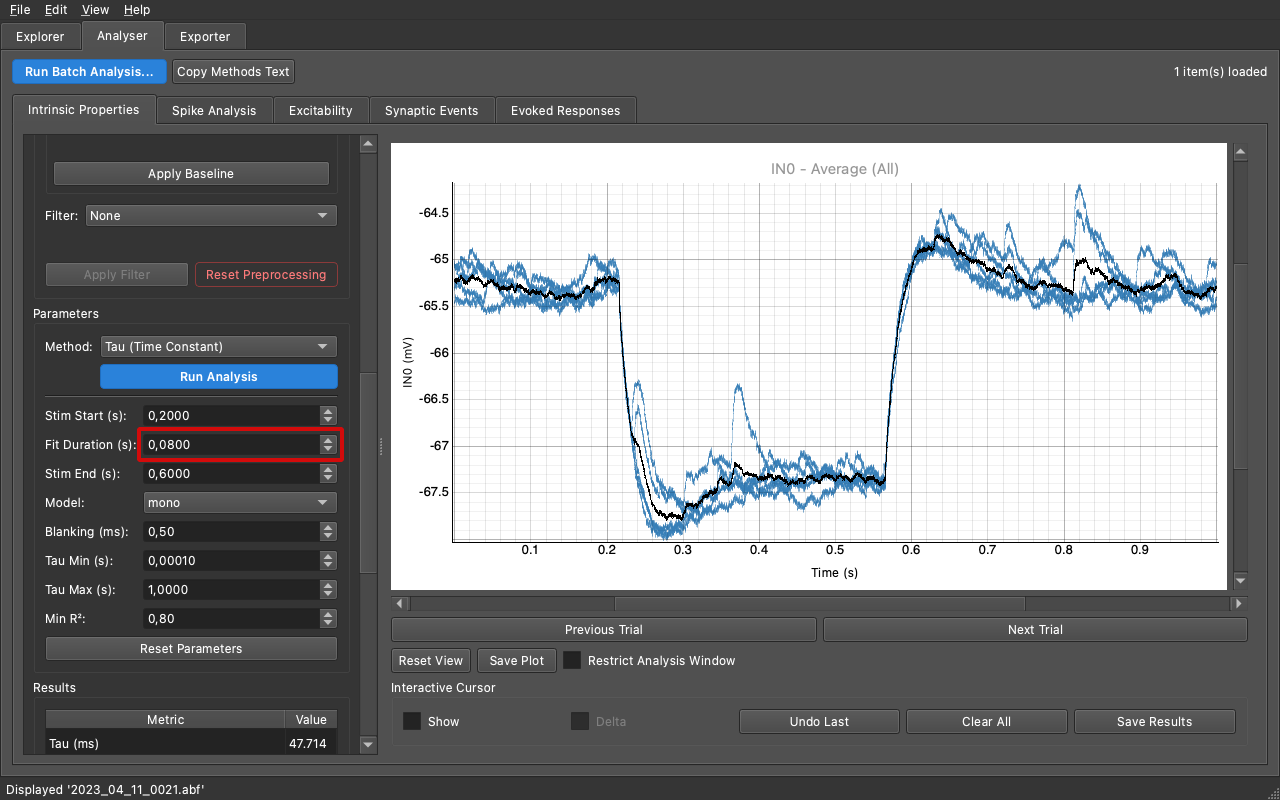 File Edit View Help
Explorer Analyser Exporter
Run Batch Analysis... Copy Methods Text 1 item(s) loaded
Intrinsic Properties Spike Analysis Excitability Synaptic Events Evoked Responses
Apply Baseline
Filter: None
Apply Filter Reset Preprocessing
Parameters
Method: Tau (Time Constant)
Run Analysis
Stim Start (s): 0,2000
Fit Duration (s): 0,0800
Stim End (s): 0,6000
Model: mono
Blanking (ms): 0,50
Tau Min (s): 0,00010
Tau Max (s): 1,0000
Min R²: 0,80
Reset Parameters
Results
Metric Value
Tau (ms) 47.714
IN0 - Average (All)
IN0 (mV)
-64.5
-65
-65.5
-66
-66.5
-67
-67.5
0.1 0.2 0.3 0.4 0.5 0.6 0.7 0.8 0.9
Time (s)
Previous Trial Next Trial
Reset View Save Plot Restrict Analysis Window
Interactive Cursor
Show Delta Undo Last Clear All Save Results
Displayed '2023_04_11_0021.abf'